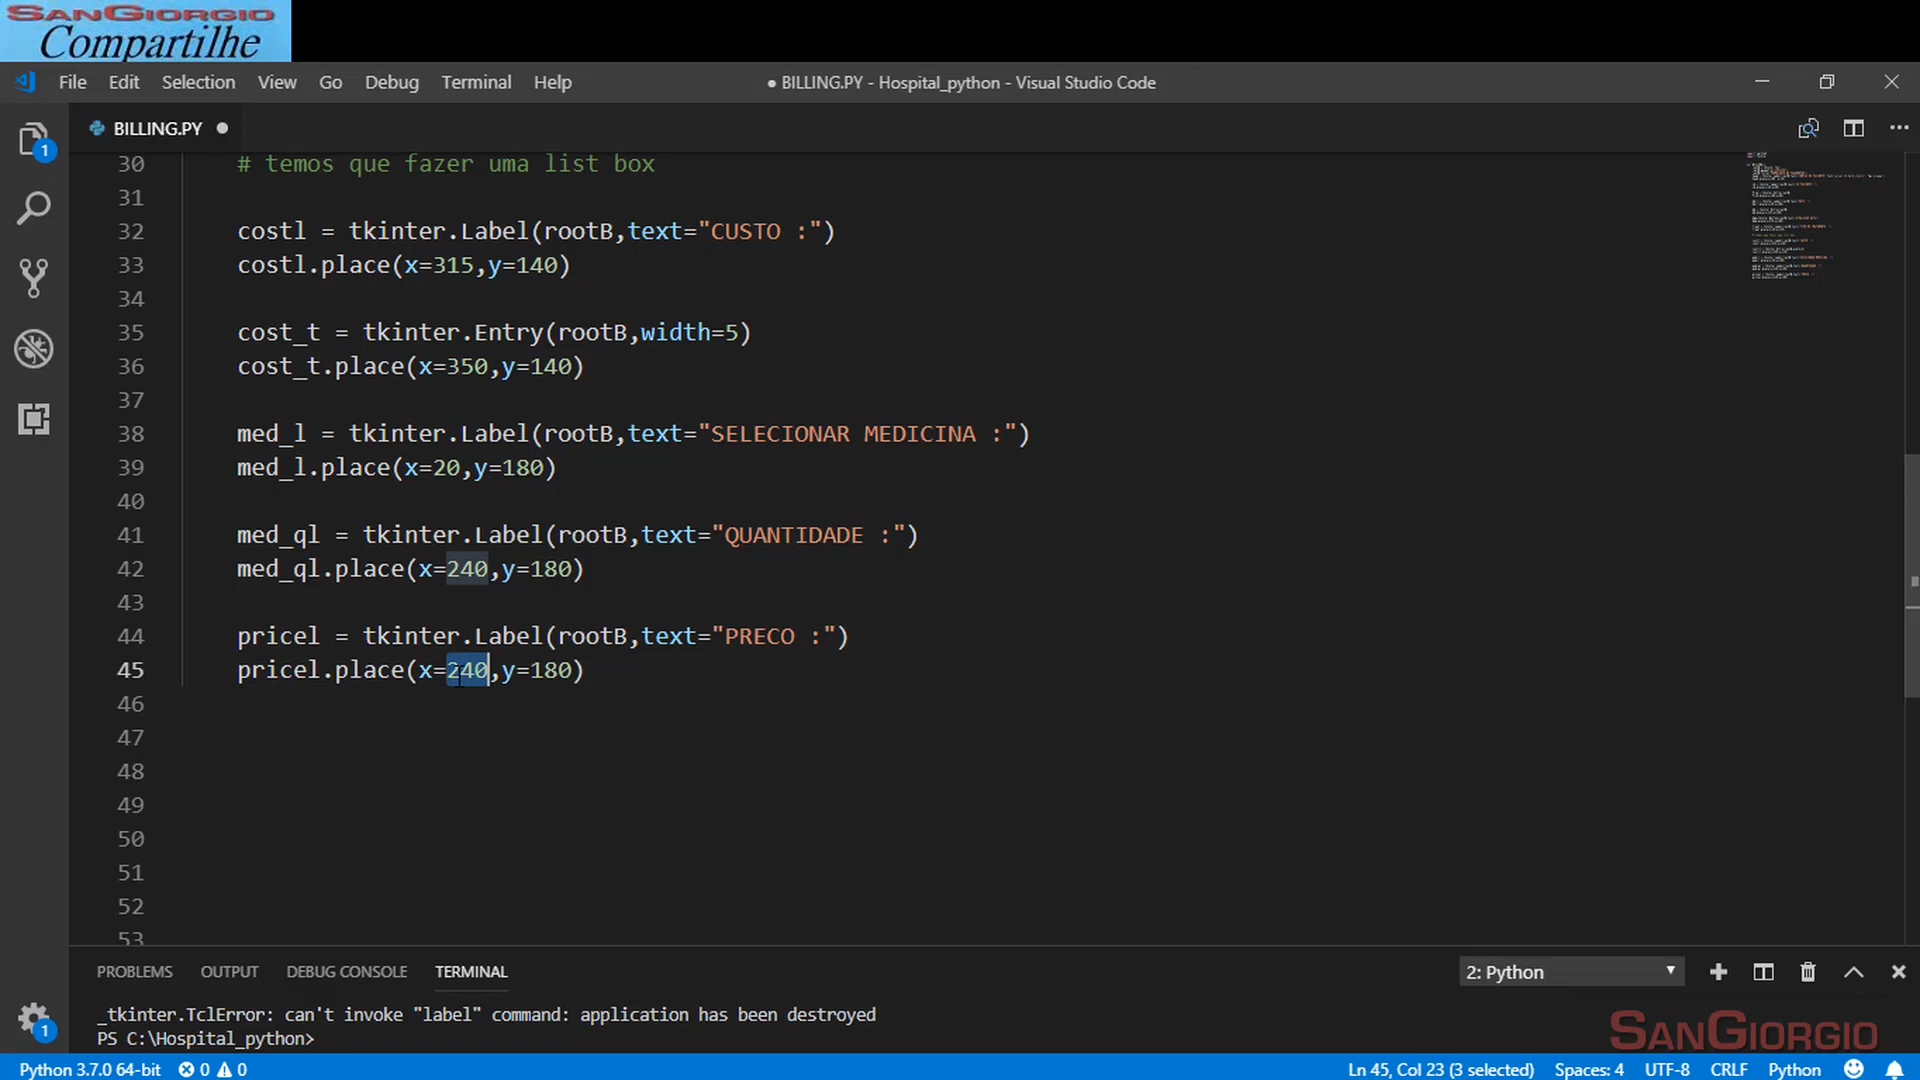 SANGIORGIO
Compartilhe
File Edit Selection View Go Debug Terminal Help
● BILLING.PY - Hospital_python - Visual Studio Code
BILLING.PY ●
30 # temos que fazer uma list box
31
32 costl = tkinter.Label(rootB,text="CUSTO :")
33 costl.place(x=315,y=140)
34
35 cost_t = tkinter.Entry(rootB,width=5)
36 cost_t.place(x=350,y=140)
37
38 med_l = tkinter.Label(rootB,text="SELECIONAR MEDICINA :")
39 med_l.place(x=20,y=180)
40
41 med_ql = tkinter.Label(rootB,text="QUANTIDADE :")
42 med_ql.place(x=240,y=180)
43
44 pricel = tkinter.Label(rootB,text="PRECO :")
45 pricel.place(x=240,y=180)
46
47
48
49
50
51
52
53
1
PROBLEMS OUTPUT DEBUG CONSOLE TERMINAL
2: Python
_tkinter.TclError: can't invoke "label" command: application has been destroyed
PS C:\Hospital_python>
1
SANGIORGIO
Python 3.7.0 64-bit 0 0
Ln 45, Col 23 (3 selected) Spaces: 4 UTF-8 CRLF Python